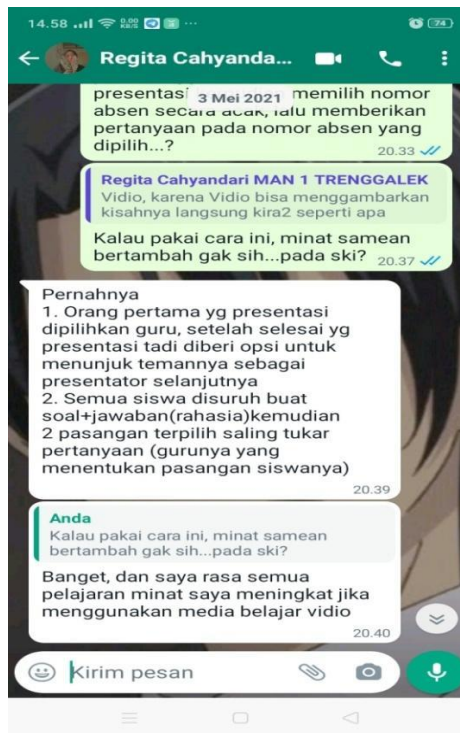 14.58
74
Regita Cahyanda...
presentasi
memilih nomor
3 Mei 2021
absen secara acak, lalu memberikan
pertanyaan pada nomor absen yang
dipilih...?
20.33
Regita Cahyandari MAN 1 TRENGGALEK
Vidio, karena Vidio bisa menggambarkan
kisahnya langsung kira2 seperti apa
Kalau pakai cara ini, minat samean
bertambah gak sih...pada ski?
20.37
Pernahnya
1. Orang pertama yg presentasi
dipilihkan guru, setelah selesai yg
presentasi tadi diberi opsi untuk
menunjuk temannya sebagai
presentator selanjutnya
2. Semua siswa disuruh buat
soal+jawaban(rahasia)kemudian
2 pasangan terpilih saling tukar
pertanyaan (gurunya yang
menentukan pasangan siswanya)
20.39
Anda
Kalau pakai cara ini, minat samean
bertambah gak sih...pada ski?
Banget, dan saya rasa semua
pelajaran minat saya meningkat jika
menggunakan media belajar vidio
20.40
Kirim pesan